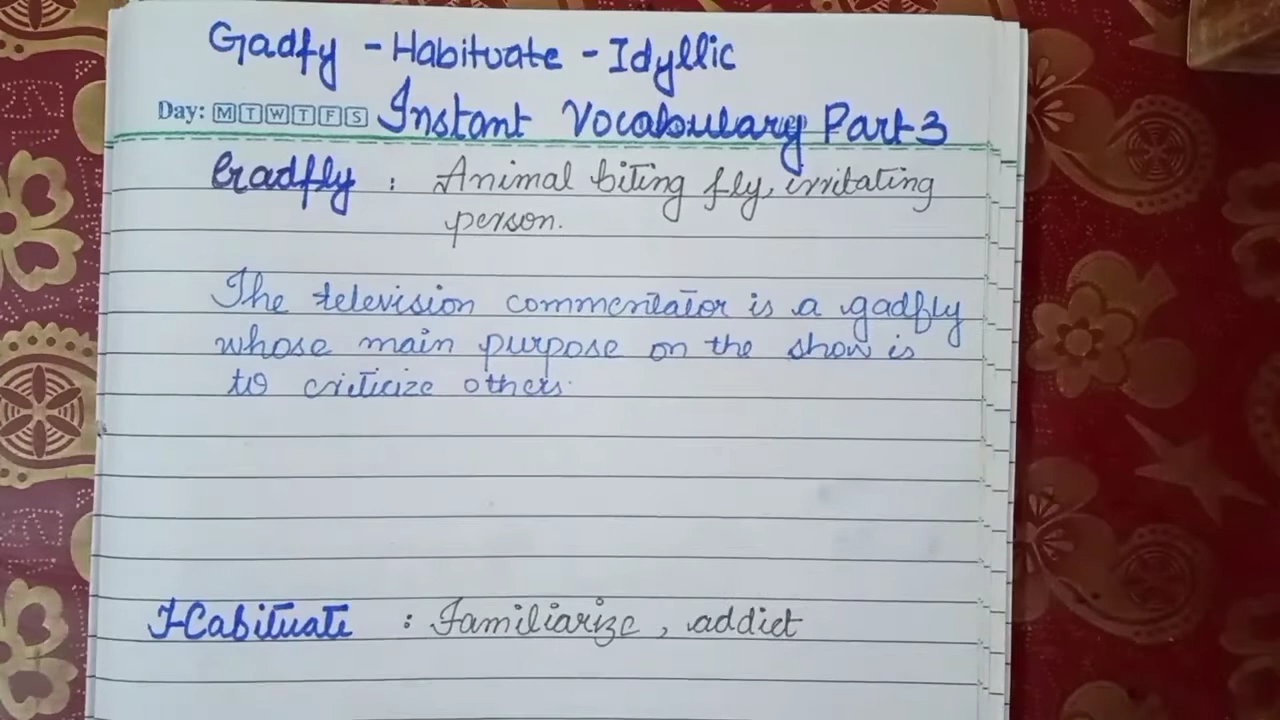 Gadfy - Habituate - Idyllic
Day: M T W T F S Instant Vocabulary Part 3
Gradfly : Animal biting fly, irritating
person.
The television commentator is a gadfly
whose main purpose on the show is
to criticize others.
Habituate : Familiarize, addict